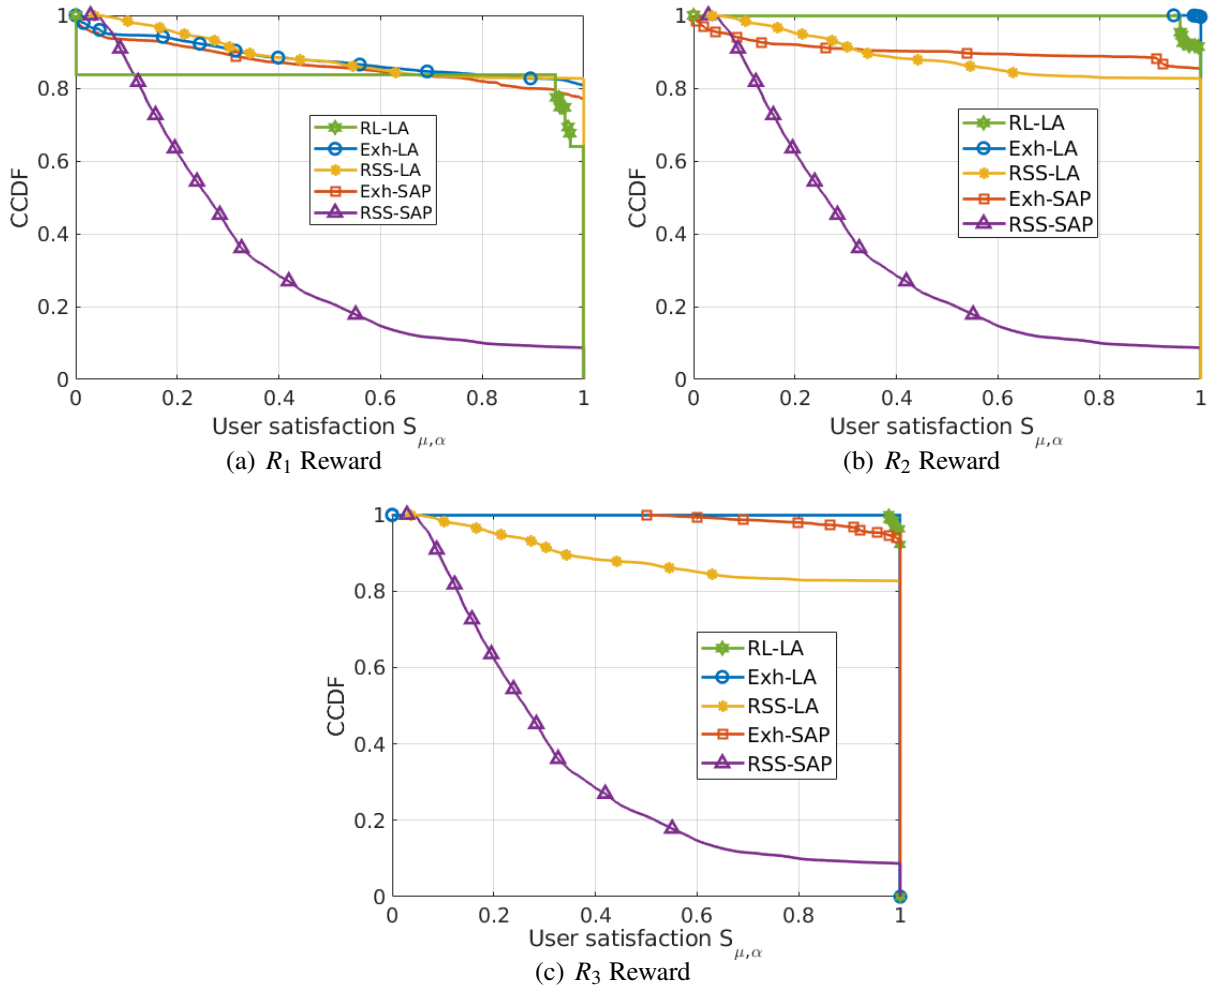 1
0.8
0.6
0.4
0.2
0
CCDF
RL-LA
Exh-LA
RSS-LA
Exh-SAP
RSS-SAP
0 0.2 0.4 0.6 0.8 1
User satisfaction S μ,α
(a) R1 Reward
1
0.8
0.6
0.4
0.2
0
CCDF
RL-LA
Exh-LA
RSS-LA
Exh-SAP
RSS-SAP
0 0.2 0.4 0.6 0.8 1
User satisfaction S μ,α
(b) R2 Reward
1
0.8
0.6
0.4
0.2
0
CCDF
RL-LA
Exh-LA
RSS-LA
Exh-SAP
RSS-SAP
0 0.2 0.4 0.6 0.8 1
User satisfaction S μ,α
(c) R3 Reward